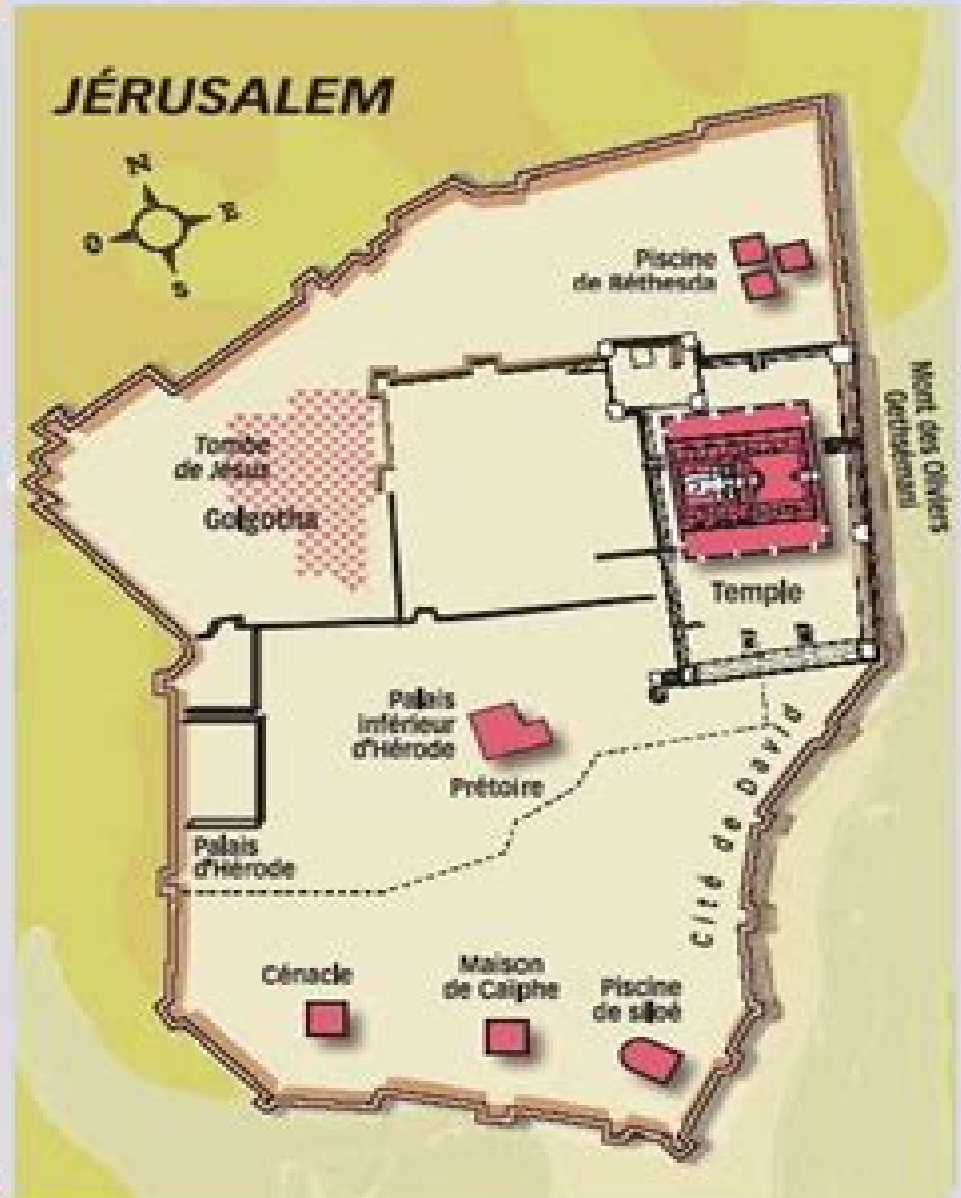 JÉRUSALEM
N
E
O
S
Piscine
de Béthesda
Mont des Oliviers
Gethsémani
Tombe
de Jésus
Golgotha
Temple
Palais
inférieur
d'Hérode
Prétoire
Palais
d'Hérode
Cité de David
Cénacle
Maison
de Caïphe
Piscine
de siloé